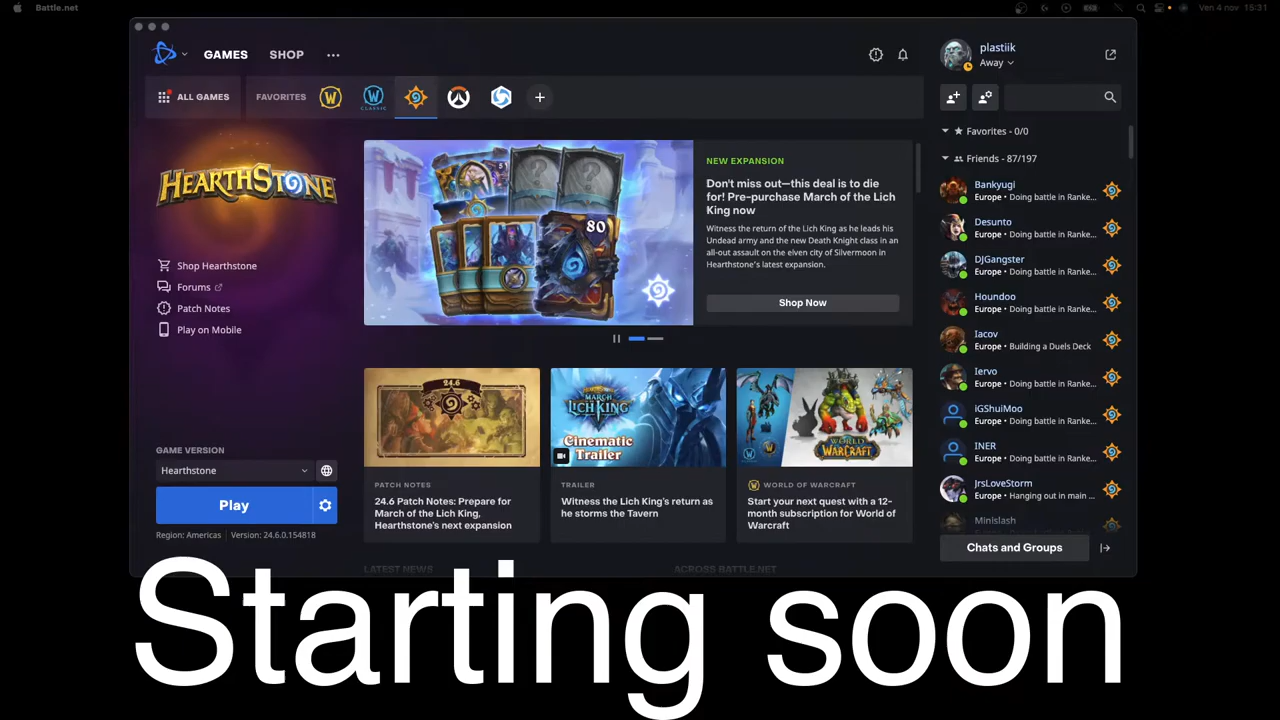 Battle.net
Ven 4 nov 15:31
GAMES
SHOP
plastiik
Away
ALL GAMES
FAVORITES
CLASSIC
Favorites - 0/0
Friends - 87/197
HEARTHSTONE
Shop Hearthstone
Forums
Patch Notes
Play on Mobile
80
NEW EXPANSION
Don't miss out—this deal is to die
for! Pre-purchase March of the Lich
King now
Witness the return of the Lich King as he leads his
Undead army and the new Death Knight class in an
all-out assault on the elven city of Silvermoon in
Hearthstone's latest expansion.
Shop Now
24.6
PATCH NOTES
24.6 Patch Notes: Prepare for
March of the Lich King,
Hearthstone's next expansion
HEARTHSTONE
MARCH
OF THE
LICH KING
Cinematic
Trailer
TRAILER
Witness the Lich King's return as
he storms the Tavern
WORLD OF
WARCRAFT
WORLD OF WARCRAFT
Start your next quest with a 12-
month subscription for World of
Warcraft
GAME VERSION
Hearthstone
Play
Region: Americas | Version: 24.6.0.154818
LATEST NEWS
ACROSS BATTLE.NET
Bankyugi
Europe • Doing battle in Ranke...
Desunto
Europe • Doing battle in Ranke...
DJGangster
Europe • Doing battle in Ranke...
Houndoo
Europe • Doing battle in Ranke...
Iacov
Europe • Building a Duels Deck
Iervo
Europe • Doing battle in Ranke...
iGShuiMoo
Europe • Doing battle in Ranke...
INER
Europe • Doing battle in Ranke...
JrsLoveStorm
Europe • Hanging out in main ...
Minislash
Chats and Groups
Starting soon